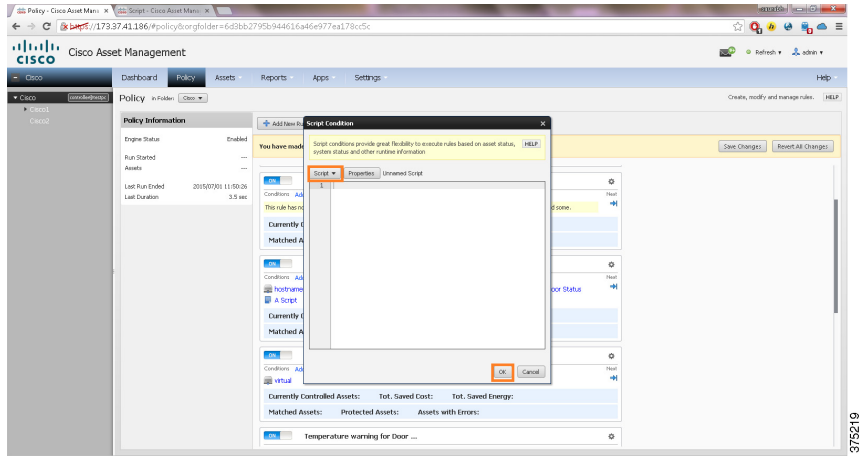 Policy - Cisco Asset Mana
Script - Cisco Asset Mana
https://173.37.41.186/#policy&orgfolder=6d3bb2795b944616a46e977ea178cc5c
CISCO
Cisco Asset Management
Refresh
admin
Cisco
Dashboard Policy Assets Reports Apps Settings
Help
Cisco
Cisco1
Cisco2
Policy in Folder Cisco
Create, modify and manage rules. HELP
Policy Information
Engine Status Enabled
Run Started ---
Assets ---
Last Run Ended 2015/07/01 11:50:26
Last Duration 3.5 sec
Add New Ru
You have made
Save Changes Revert All Changes
Script Condition
Script conditions provide great flexibility to execute rules based on asset status, system status and other runtime information
HELP
Script Properties Unnamed Script
1
OK Cancel
ON
Conditions Add
Next
This rule has no
d some.
Currently C
Matched A
ON
Conditions Add
Next
hostname
oor Status
A Script
Currently C
Matched A
ON
Conditions Add
Next
virtual
Currently Controlled Assets: Tot. Saved Cost: Tot. Saved Energy:
Matched Assets: Protected Assets: Assets with Errors:
ON
Temperature warning for Door ...
375219